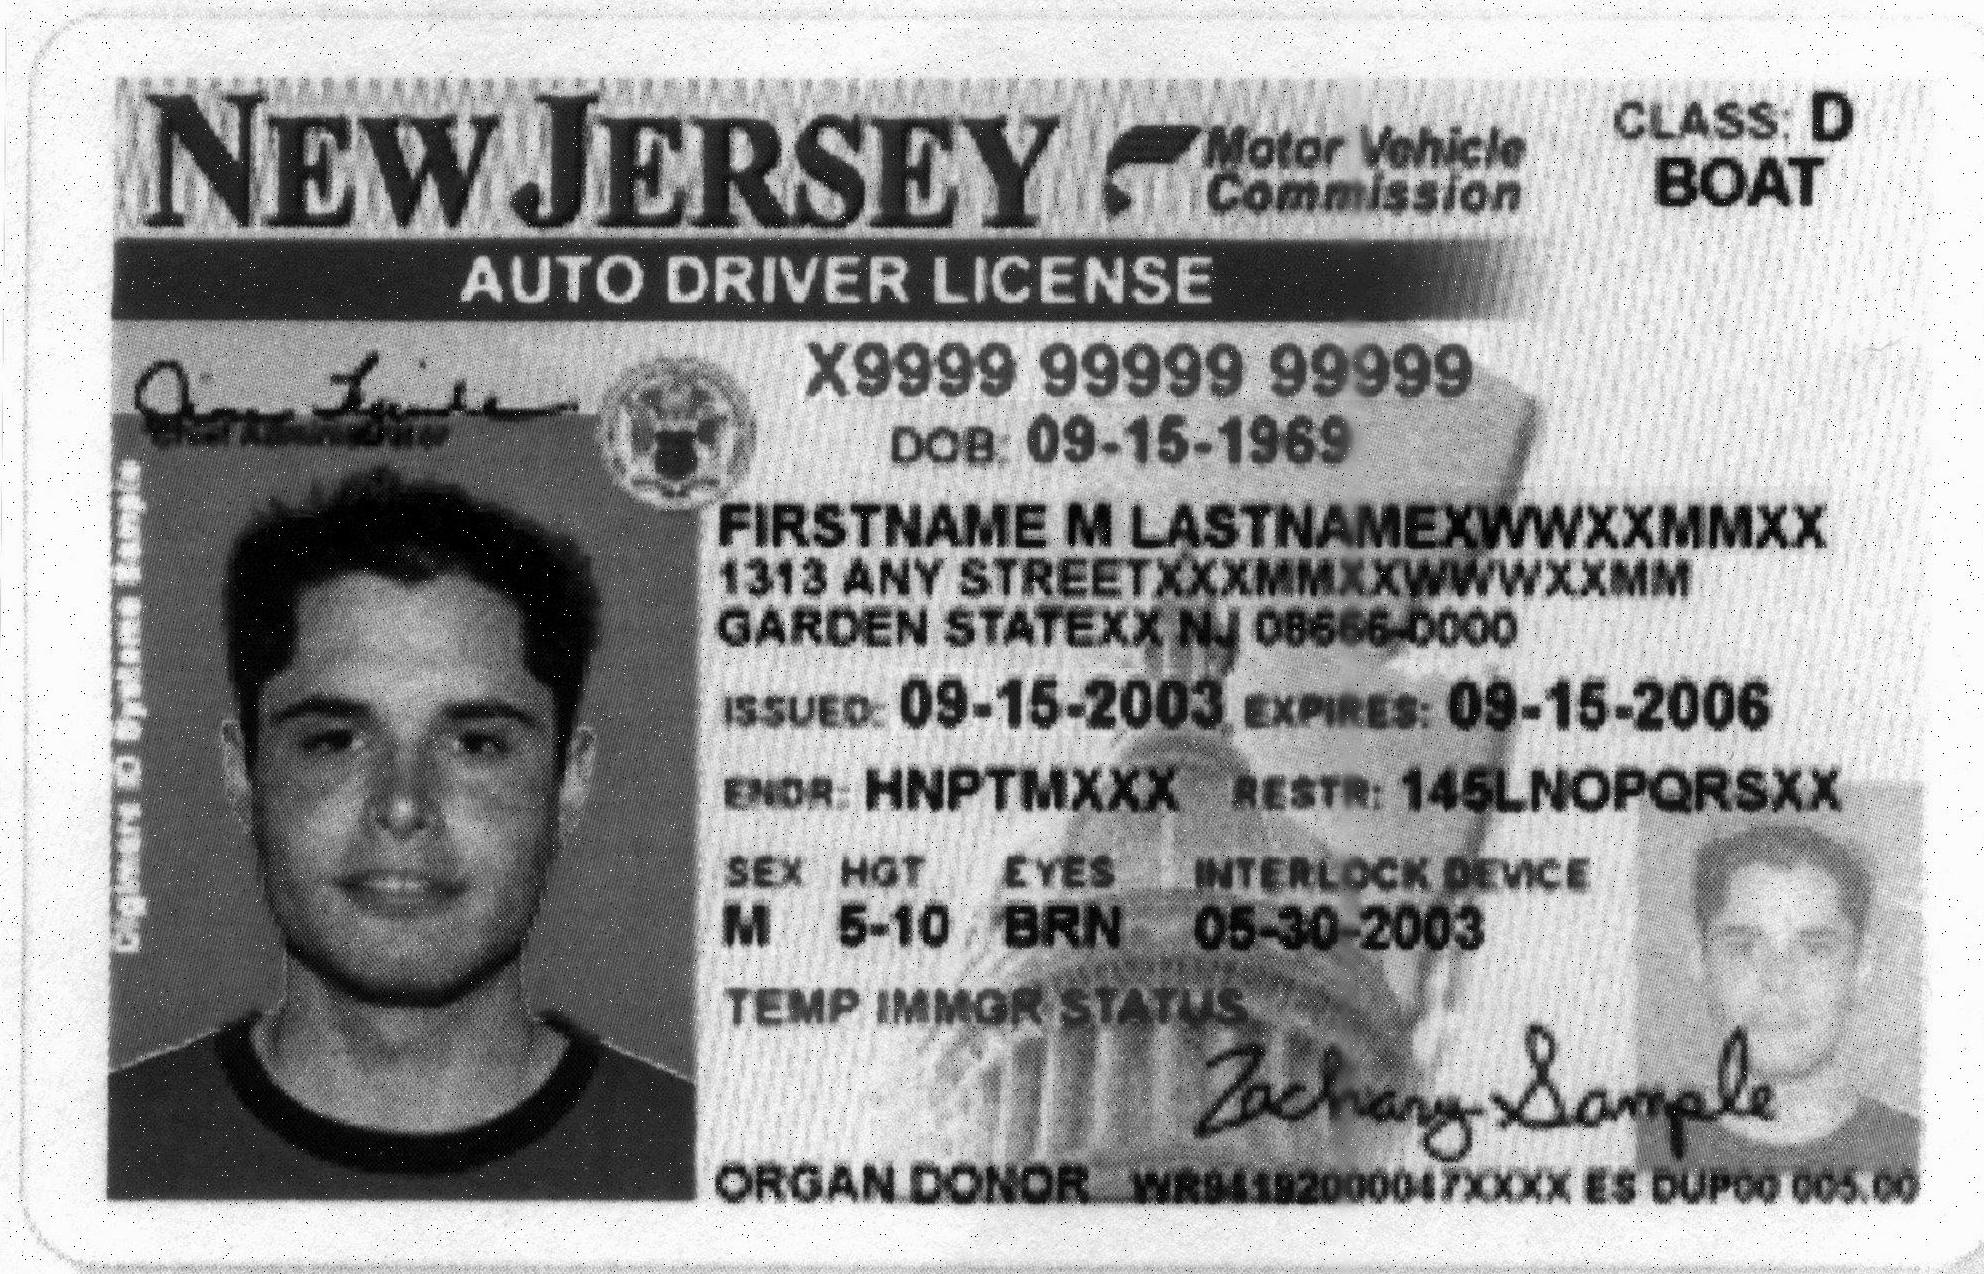 NEW JERSEY
Motor Vehicle
Commission
CLASS: D
BOAT
AUTO DRIVER LICENSE
X9999 99999 99999
DOB: 09-15-1969
Chief Administrator
Digimarc ID Systems Sample
FIRSTNAME M LASTNAMEXWWXXMMXX
1313 ANY STREETXXXMMXXWWWXXMM
GARDEN STATEXX NJ 08666-0000
ISSUED: 09-15-2003 EXPIRES: 09-15-2006
ENDR: HNPTMXXX RESTR: 145LNOPQRSXX
SEX HGT EYES INTERLOCK DEVICE
M 5-10 BRN 05-30-2003
TEMP IMMGR STATUS
Zachary Sample
ORGAN DONOR WR94192000047XXXX ES DUP00 005.00